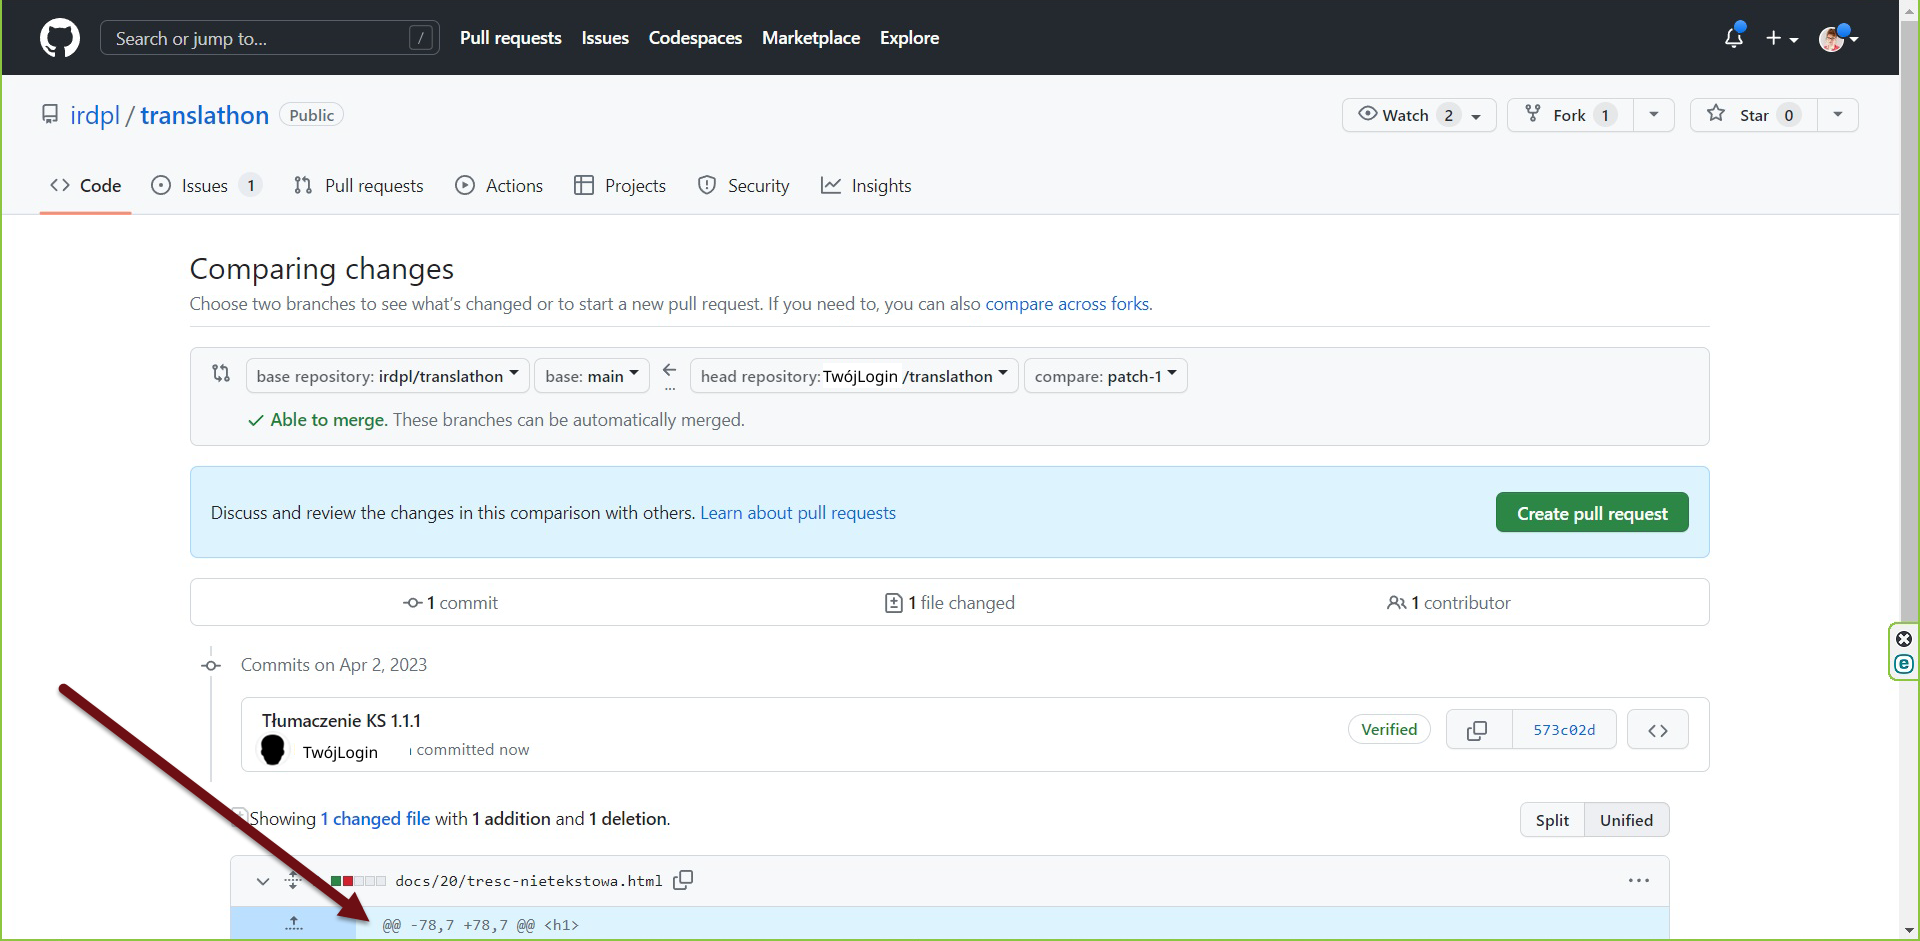 Search or jump to... /
Pull requests Issues Codespaces Marketplace Explore
irdpl / translathon Public
Watch 2 Fork 1 Star 0
Code Issues 1 Pull requests Actions Projects Security Insights
Comparing changes
Choose two branches to see what's changed or to start a new pull request. If you need to, you can also compare across forks.
base repository: irdpl/translathon base: main ... head repository: TwójLogin /translathon compare: patch-1
Able to merge. These branches can be automatically merged.
Discuss and review the changes in this comparison with others. Learn about pull requests
Create pull request
1 commit 1 file changed 1 contributor
Commits on Apr 2, 2023
Tłumaczenie KS 1.1.1
TwójLogin committed now
Verified 573c02d
Showing 1 changed file with 1 addition and 1 deletion.
Split Unified
docs/20/tresc-nietekstowa.html
@@ -78,7 +78,7 @@ <h1>